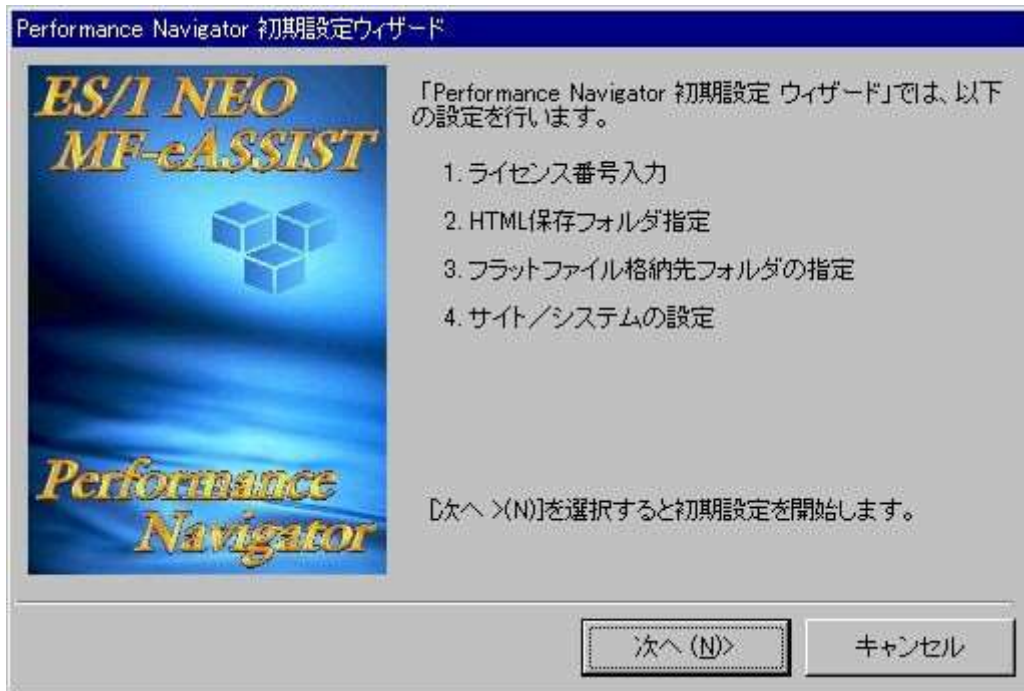 Performance Navigator 初期設定ウィザード
ES/1 NEO
MF-eASSIST
Performance
Navigator
「Performance Navigator 初期設定 ウィザード」では、以下
の設定を行います。
1. ライセンス番号入力
2. HTML保存フォルダ指定
3. フラットファイル格納先フォルダの指定
4. サイト／システムの設定
[次へ >(N)]を選択すると初期設定を開始します。
次へ (N)>
キャンセル